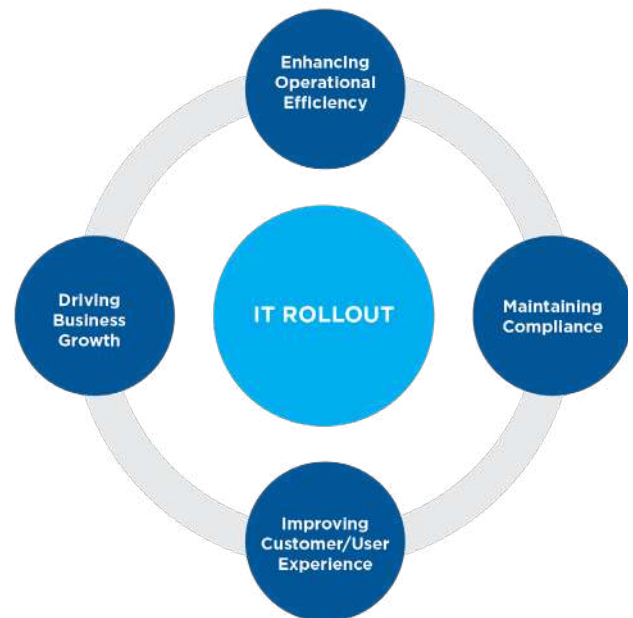 Enhancing
Operational
Efficiency
Driving
Business
Growth
IT ROLLOUT
Maintaining
Compliance
Improving
Customer/User
Experience